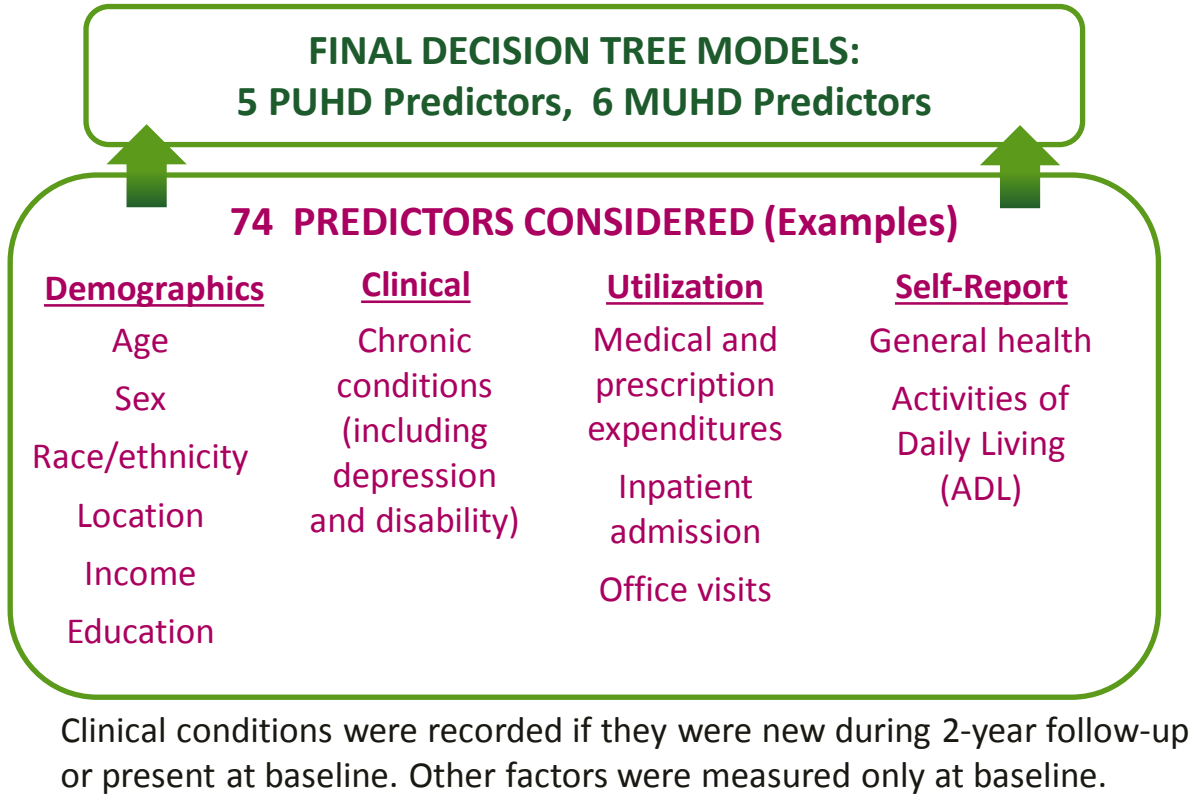 FINAL DECISION TREE MODELS:
5 PUHD Predictors, 6 MUHD Predictors
74 PREDICTORS CONSIDERED (Examples)
Demographics
Age
Sex
Race/ethnicity
Location
Income
Education
Clinical
Chronic
conditions
(including
depression
and disability)
Utilization
Medical and
prescription
expenditures
Inpatient
admission
Office visits
Self-Report
General health
Activities of
Daily Living
(ADL)
Clinical conditions were recorded if they were new during 2-year follow-up
or present at baseline. Other factors were measured only at baseline.